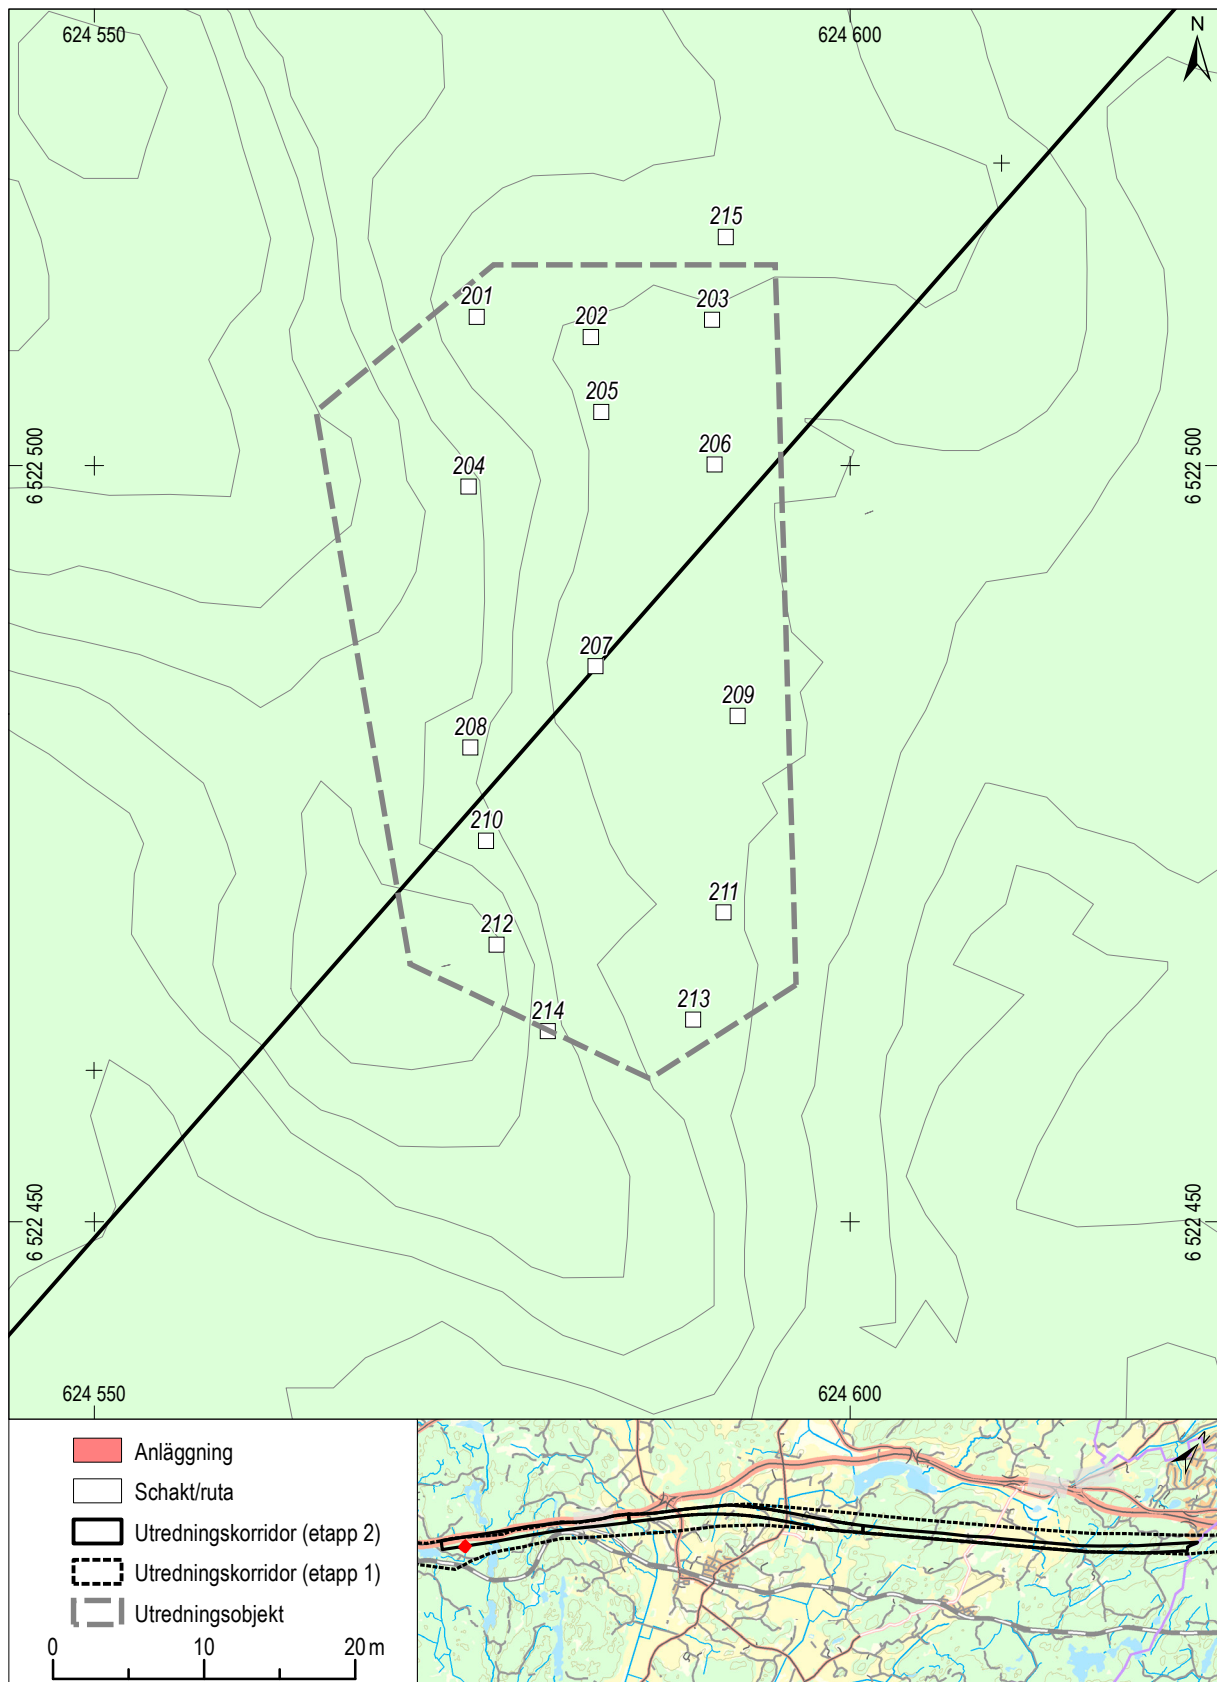 624 550
624 600
N
215
201
202
203
205
206
204
6 522 500
6 522 500
207
209
208
210
211
212
213
214
6 522 450
6 522 450
624 550
624 600
Anläggning
Schakt/ruta
Utredningskorridor (etapp 2)
Utredningskorridor (etapp 1)
Utredningsobjekt
0 10 20 m
N